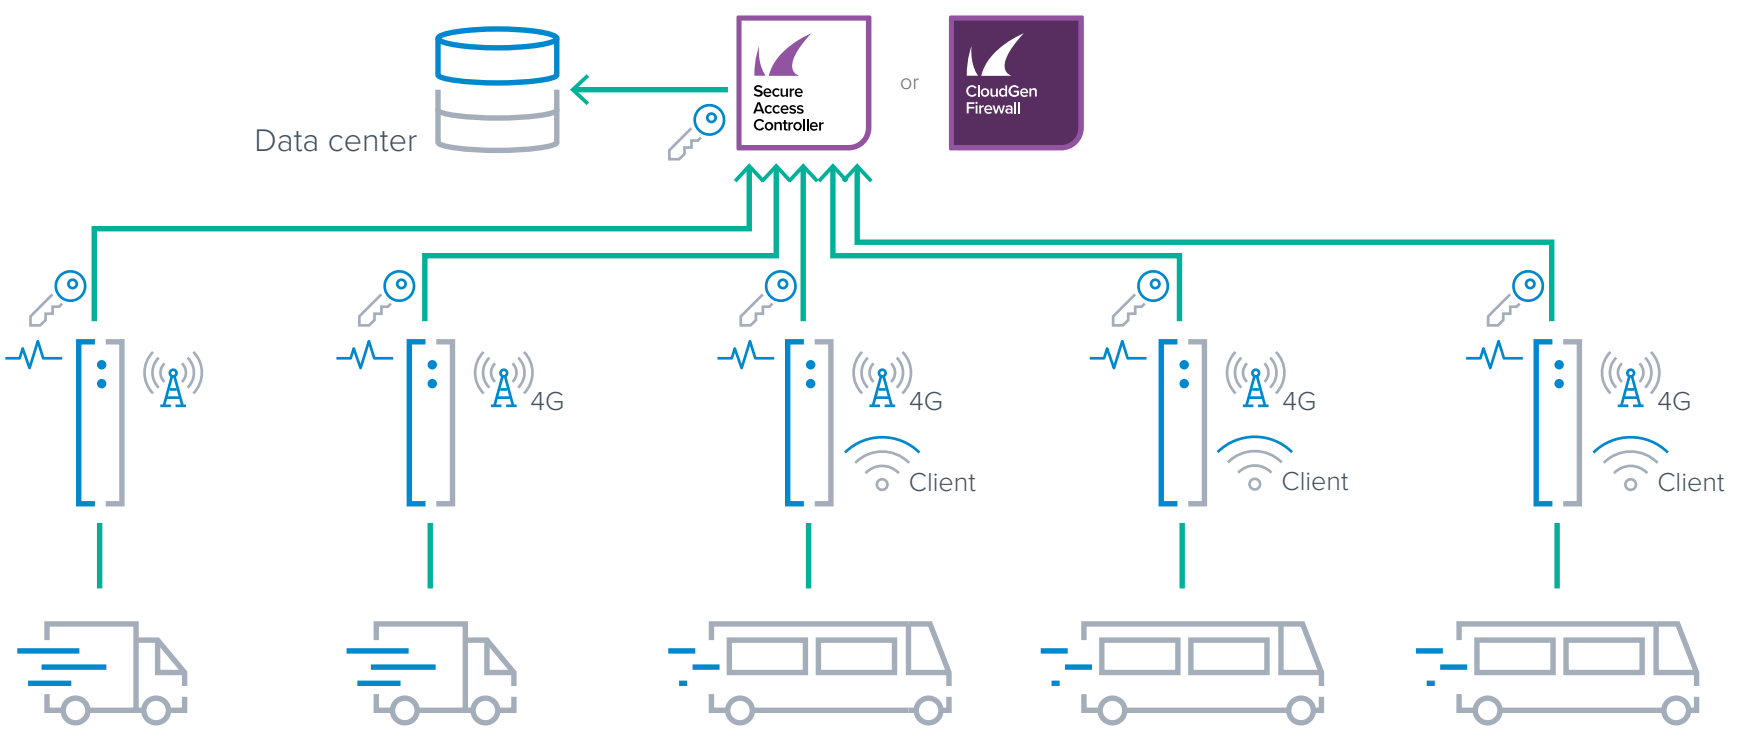 Data center
Secure
Access
Controller
or
CloudGen
Firewall
4G
4G
Client
4G
Client
4G
Client